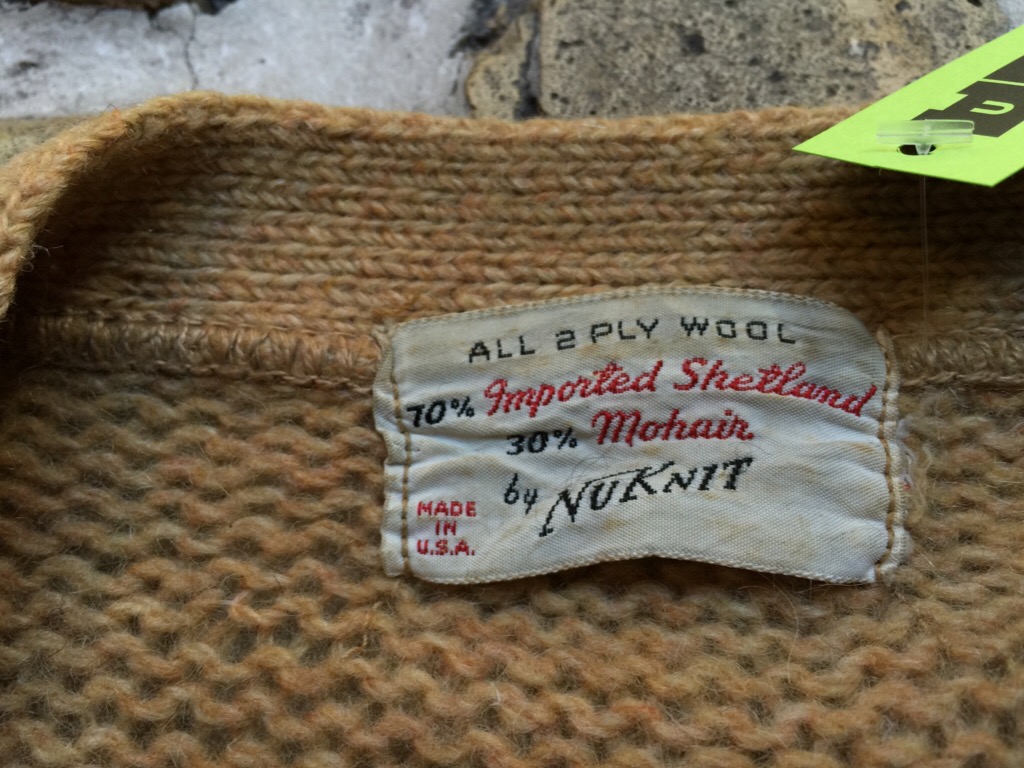 ALL 2 PLY WOOL
70% Imported Shetland
30% Mohair
by NUKNIT
MADE
IN
U.S.A.